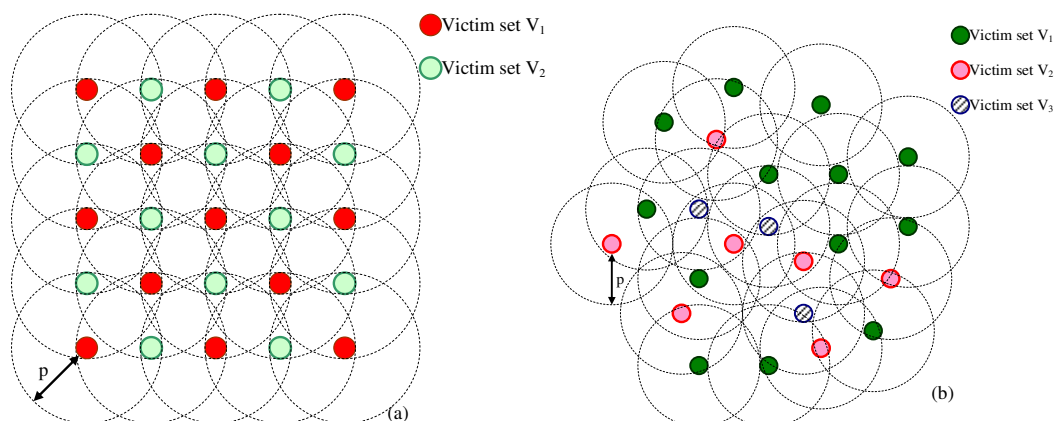 Victim set V₁
Victim set V₂
p
(a)
Victim set V₁
Victim set V₂
Victim set V₃
p
(b)